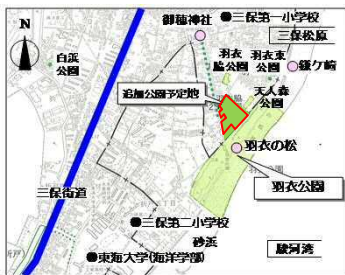 N
御穂神社
三保第一小学校
三保松原
白浜
公園
羽衣
脇公園
羽衣東
公園
鎌ケ崎
天人森
公園
追加公園予定地
羽衣の松
羽衣公園
三保街道
三保第二小学校
砂浜
東海大学(海洋学部)
駿河湾